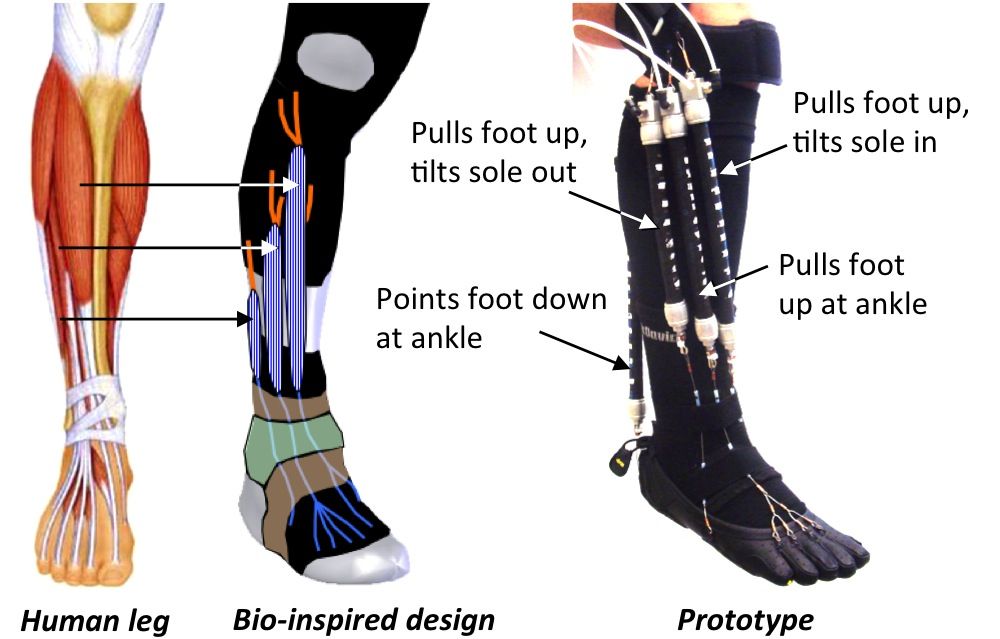 Pulls foot up,
tilts sole out
Pulls foot up,
tilts sole in
Points foot down
at ankle
Pulls foot
up at ankle
Human leg
Bio-inspired design
Prototype